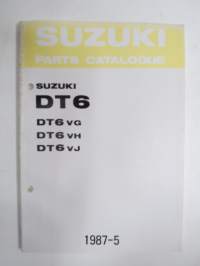 SUZUKI
PARTS CATALOGUE
SUZUKI
DT6
DT6 VG
DT6 VH
DT6 VJ
1987-5